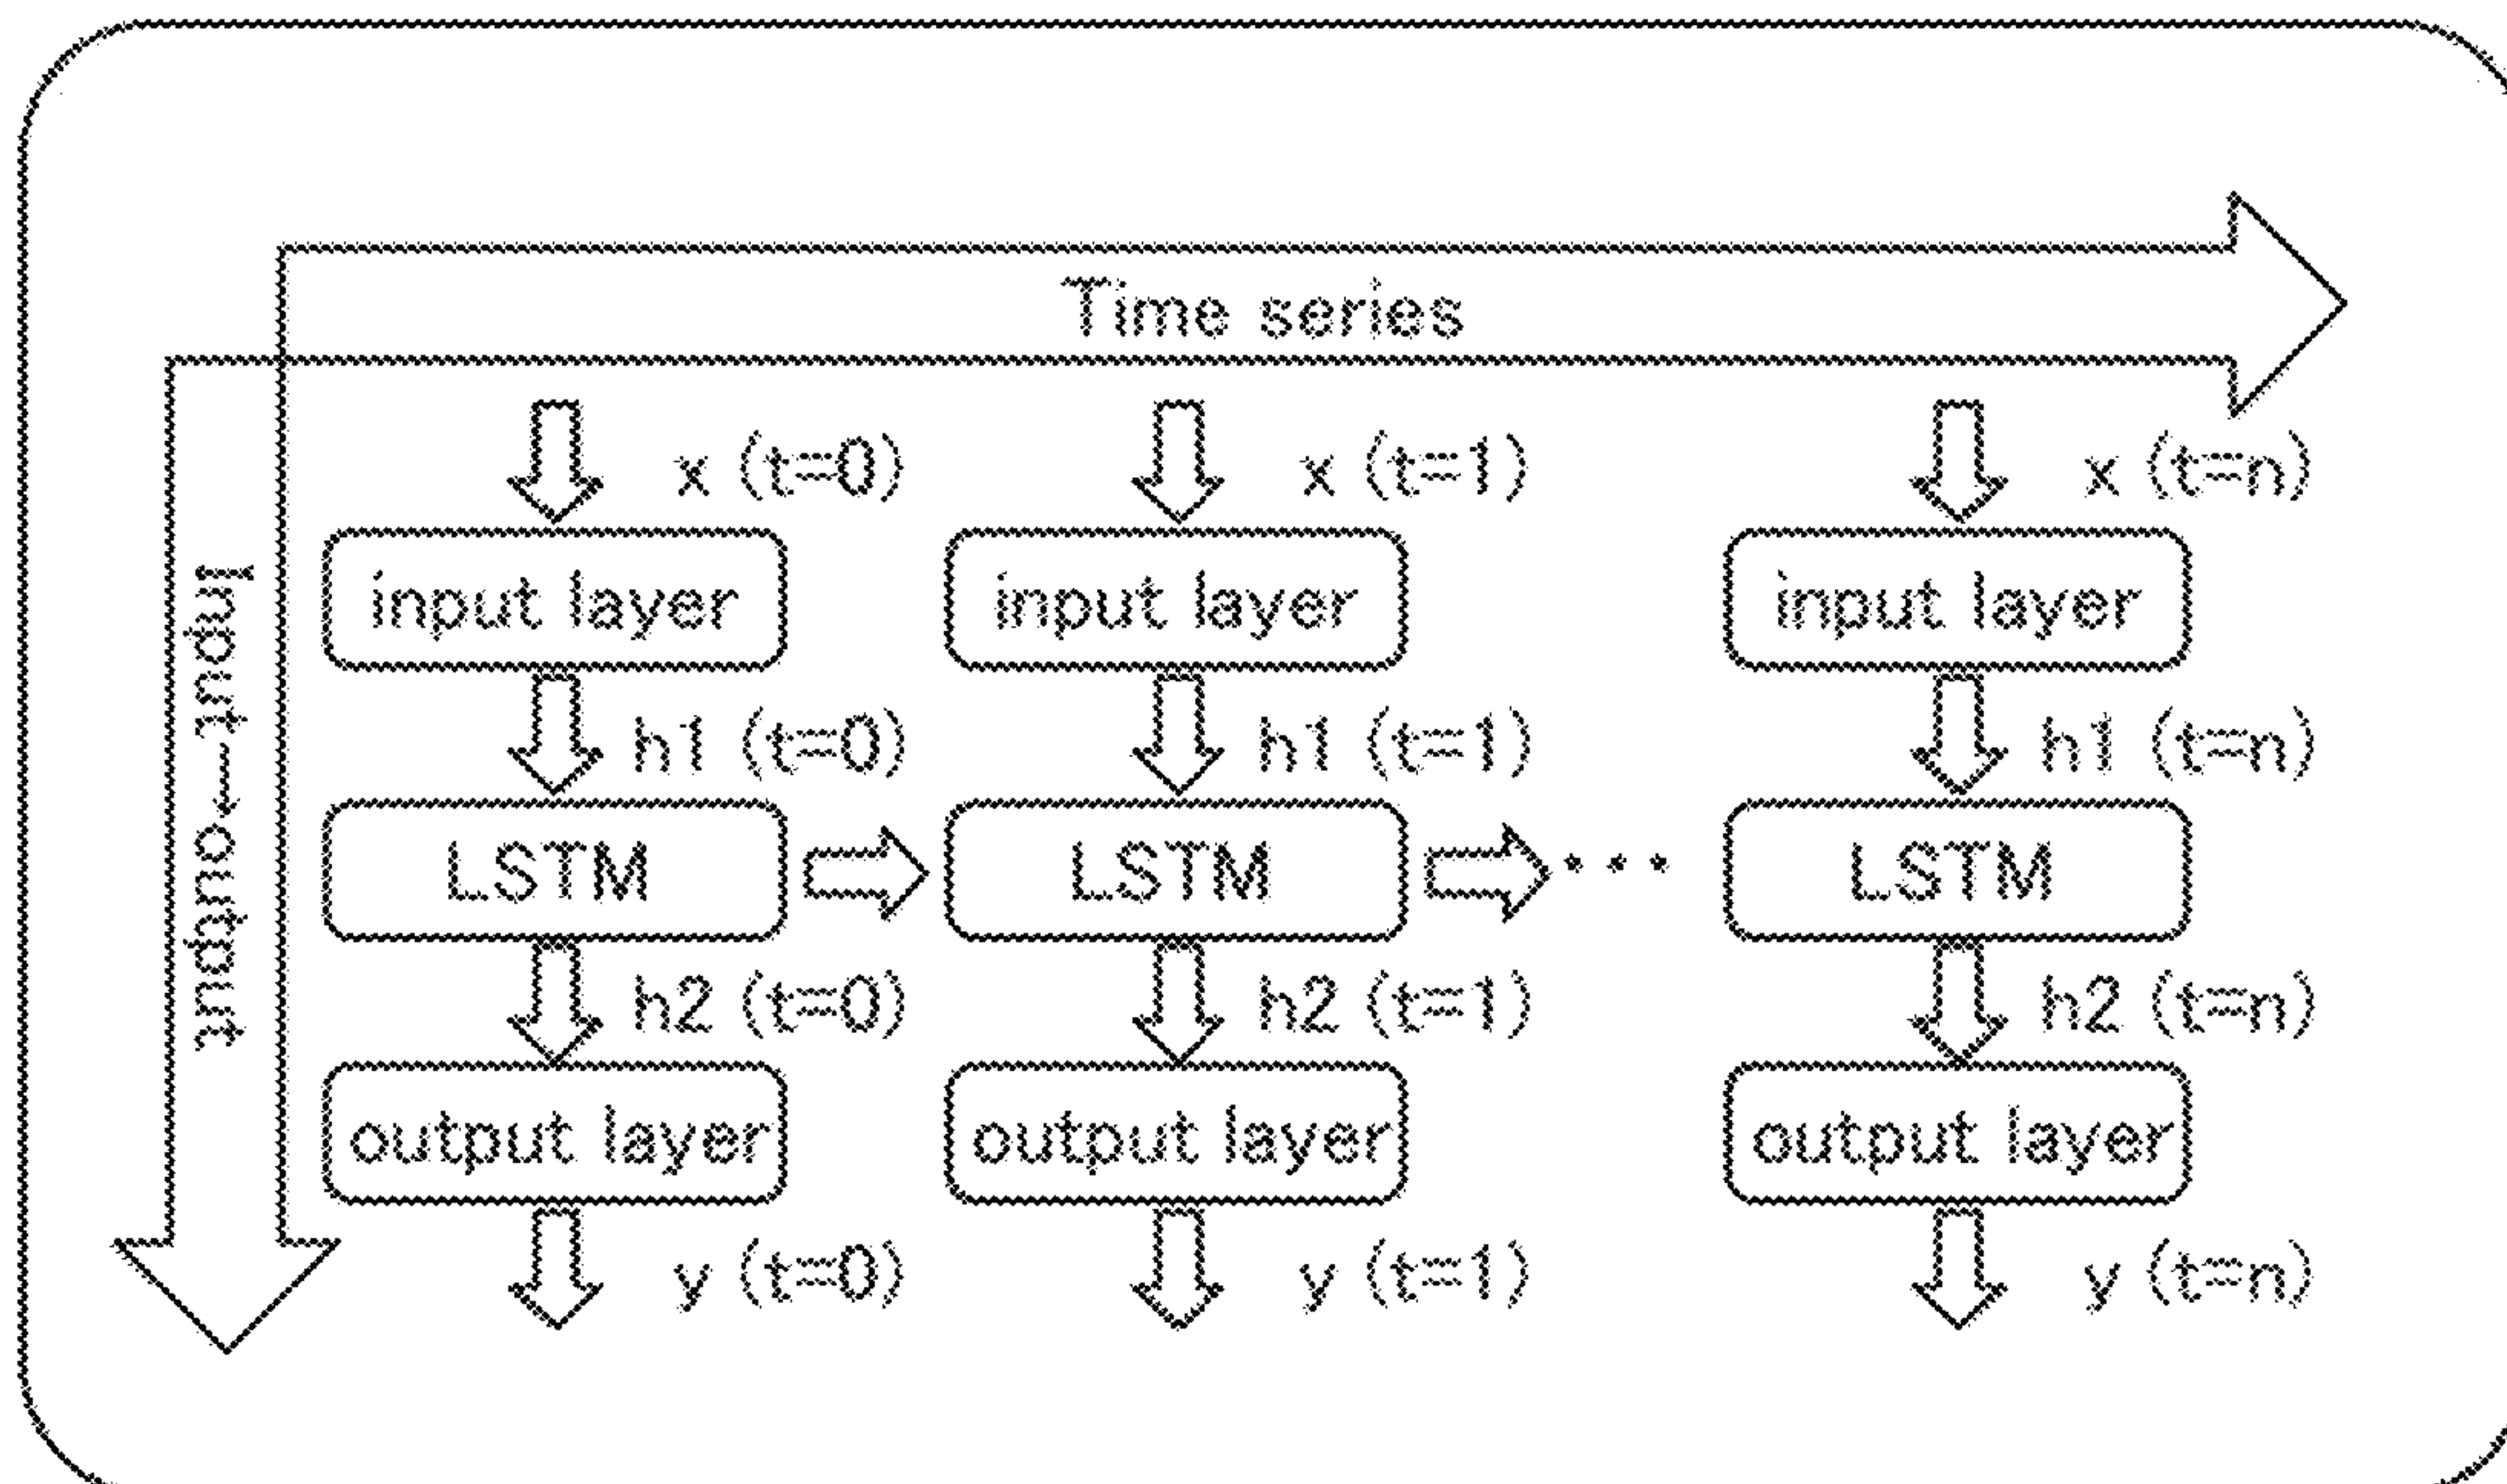 Time series
Input→output
x (t=0) x (t=1) x (t=n)
input layer input layer input layer
h1 (t=0) h1 (t=1) h1 (t=n)
LSTM LSTM ··· LSTM
h2 (t=0) h2 (t=1) h2 (t=n)
output layer output layer output layer
y (t=0) y (t=1) y (t=n)